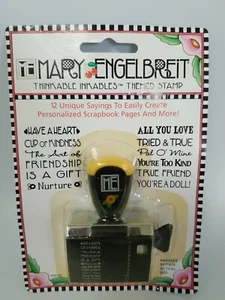 ME
MARY ENGELBREIT
THINKABLE INKABLES™ THEMED STAMP
12 Unique Sayings To Easily Create
Personalized Scrapbook Pages And More!
HAVE A HEART
CUP OF KINDNESS
The Art of
FRIENDSHIP
IS A GIFT
Nurture
ALL YOU LOVE
TRIED & TRUE
Pal O' Mine
YOU'RE TOO KIND
TRUE FRIEND
YOU'RE A DOLL!
ME